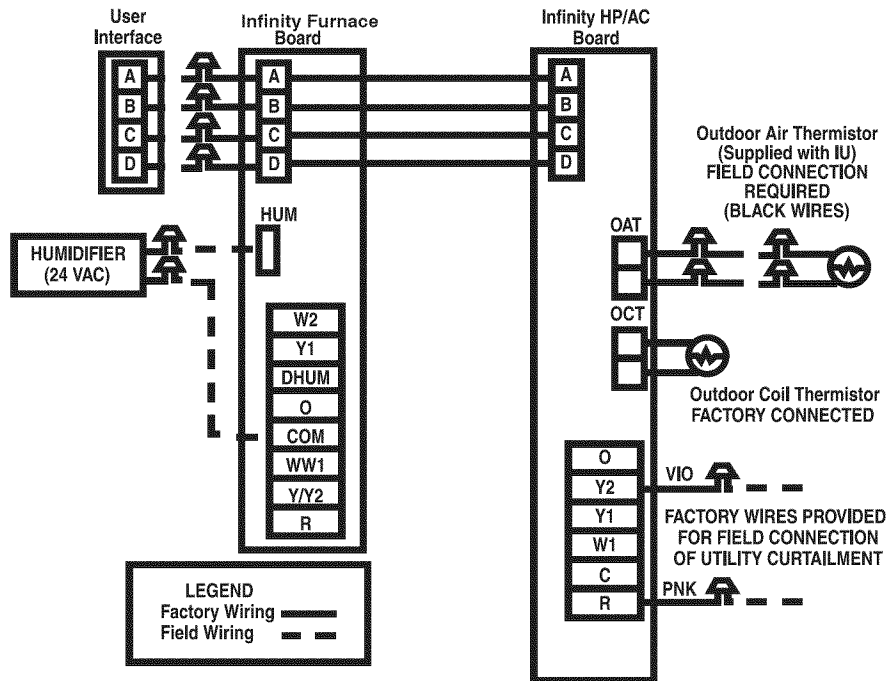 User
Interface
Infinity Furnace
Board
Infinity HP/AC
Board
A
B
C
D
A
B
C
D
A
B
C
D
Outdoor Air Thermistor
(Supplied with IU)
FIELD CONNECTION
REQUIRED
(BLACK WIRES)
HUM
HUMIDIFIER
(24 VAC)
OAT
OCT
Outdoor Coil Thermistor
FACTORY CONNECTED
W2
Y1
DHUM
O
COM
WW1
Y/Y2
R
O
Y2
Y1
W1
C
R
VIO
FACTORY WIRES PROVIDED
FOR FIELD CONNECTION
OF UTILITY CURTAILMENT
PNK
LEGEND
Factory Wiring
Field Wiring